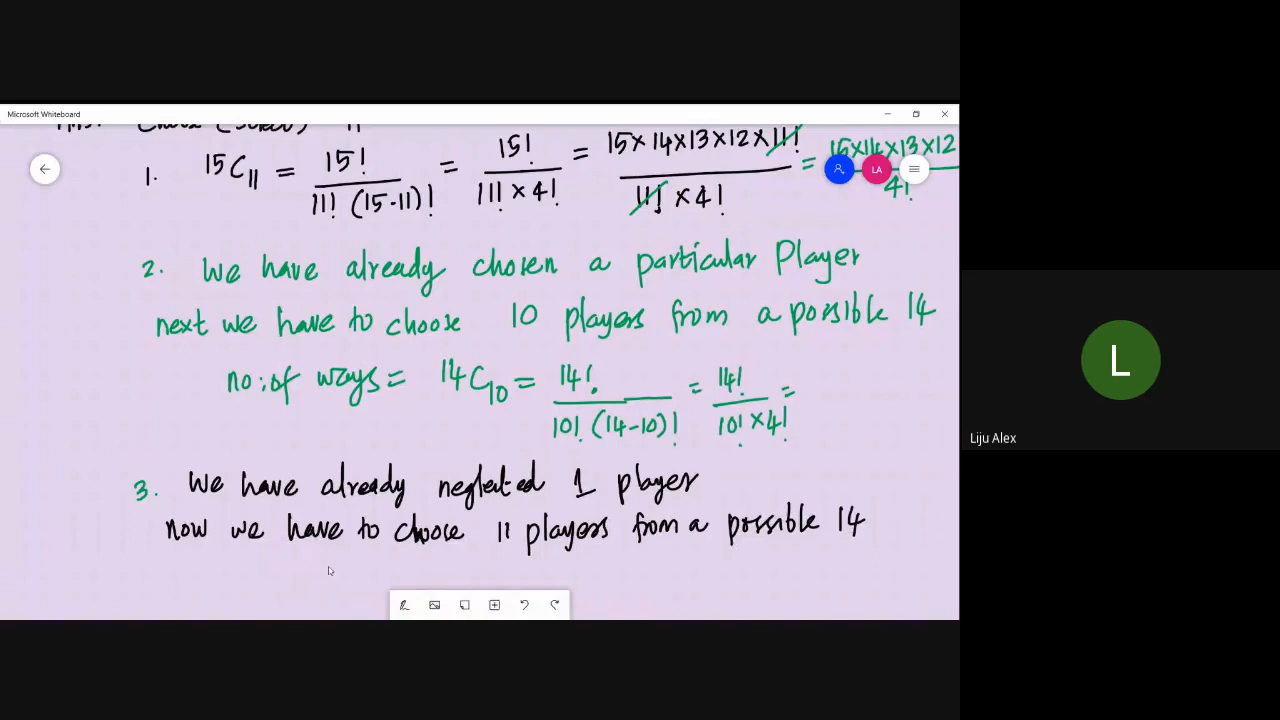 Microsoft Whiteboard
1. 15C11 = 15! / 11! (15-11)! = 15! / 11! × 4! = 15×14×13×12×11! / 11! × 4! = 15×14×13×12 / 4!
LA
2. We have already chosen a particular Player
next we have to choose 10 players from a possible 14
no: of ways = 14C10 = 14! / 10! (14-10)! = 14! / 10! × 4! =
3. We have already neglected 1 player
now we have to choose 11 players from a possible 14
L
Liju Alex